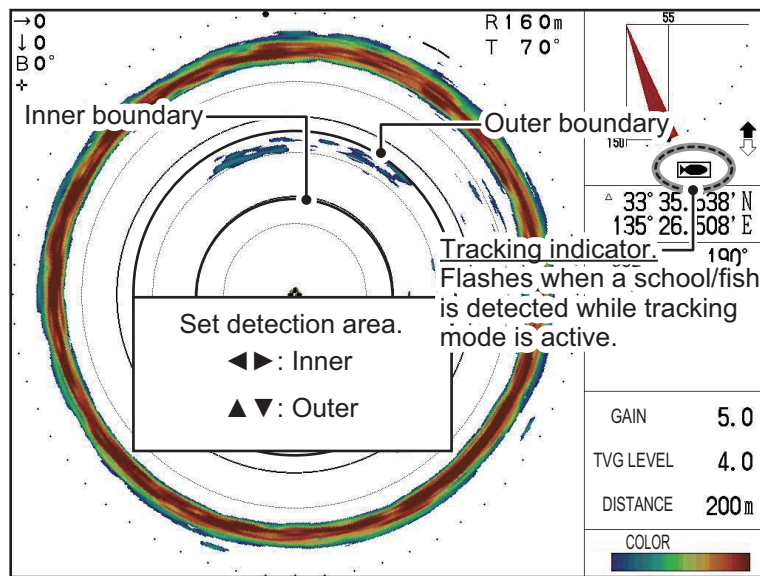 →0
↓0
B0°
R160m
T 70°
55
150
Inner boundary
Outer boundary
33° 35.538' N
135° 26.508' E
190°
Tracking indicator.
Flashes when a school/fish
is detected while tracking
mode is active.
Set detection area.
◀▶: Inner
▲▼: Outer
GAIN 5.0
TVG LEVEL 4.0
DISTANCE 200m
COLOR